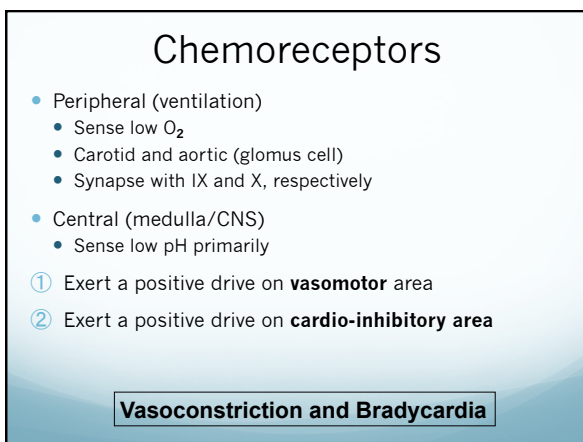 Chemoreceptors
• Peripheral (ventilation)
• Sense low O₂
• Carotid and aortic (glomus cell)
• Synapse with IX and X, respectively
• Central (medulla/CNS)
• Sense low pH primarily
① Exert a positive drive on vasomotor area
② Exert a positive drive on cardio-inhibitory area
Vasoconstriction and Bradycardia